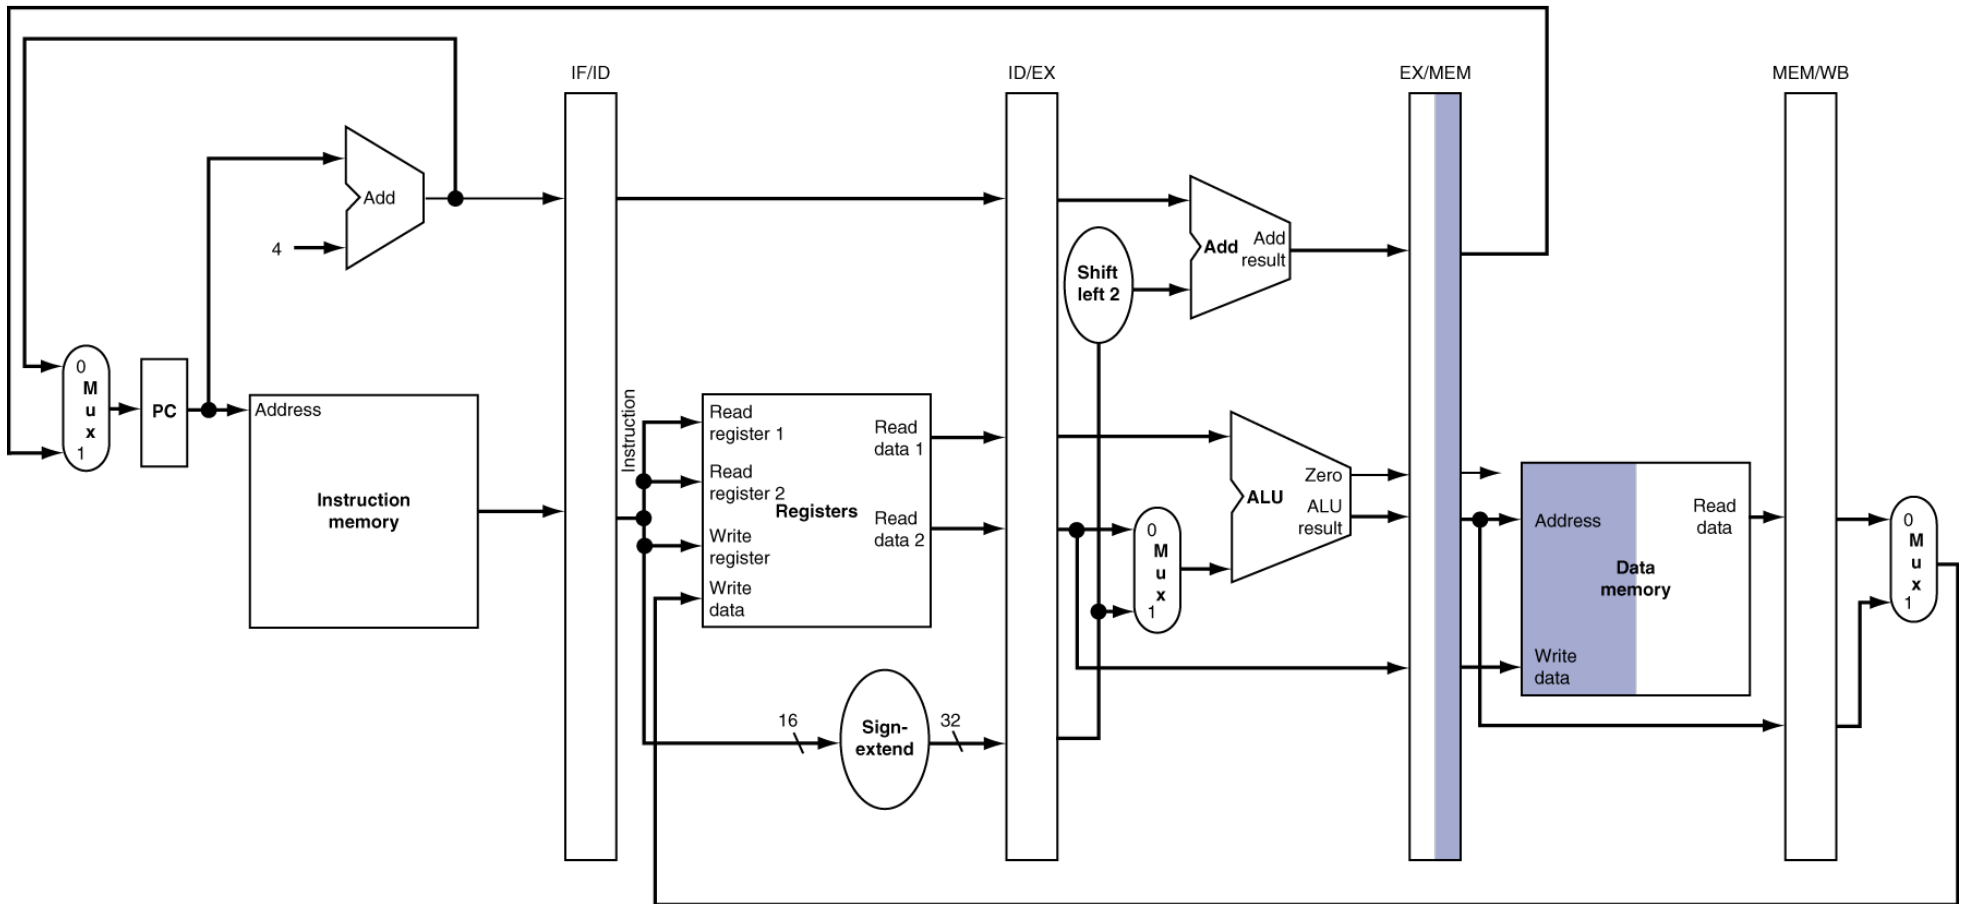 IF/ID
ID/EX
EX/MEM
MEM/WB
Add
4
Add
Add
result
Shift
left 2
0
M
u
x
1
PC
Address
Instruction
memory
Instruction
Read
register 1
Read
register 2
Write
register
Write
data
Registers
Read
data 1
Read
data 2
16
Sign-
extend
32
0
M
u
x
1
ALU
Zero
ALU
result
Address
Read
data
Data
memory
Write
data
0
M
u
x
1